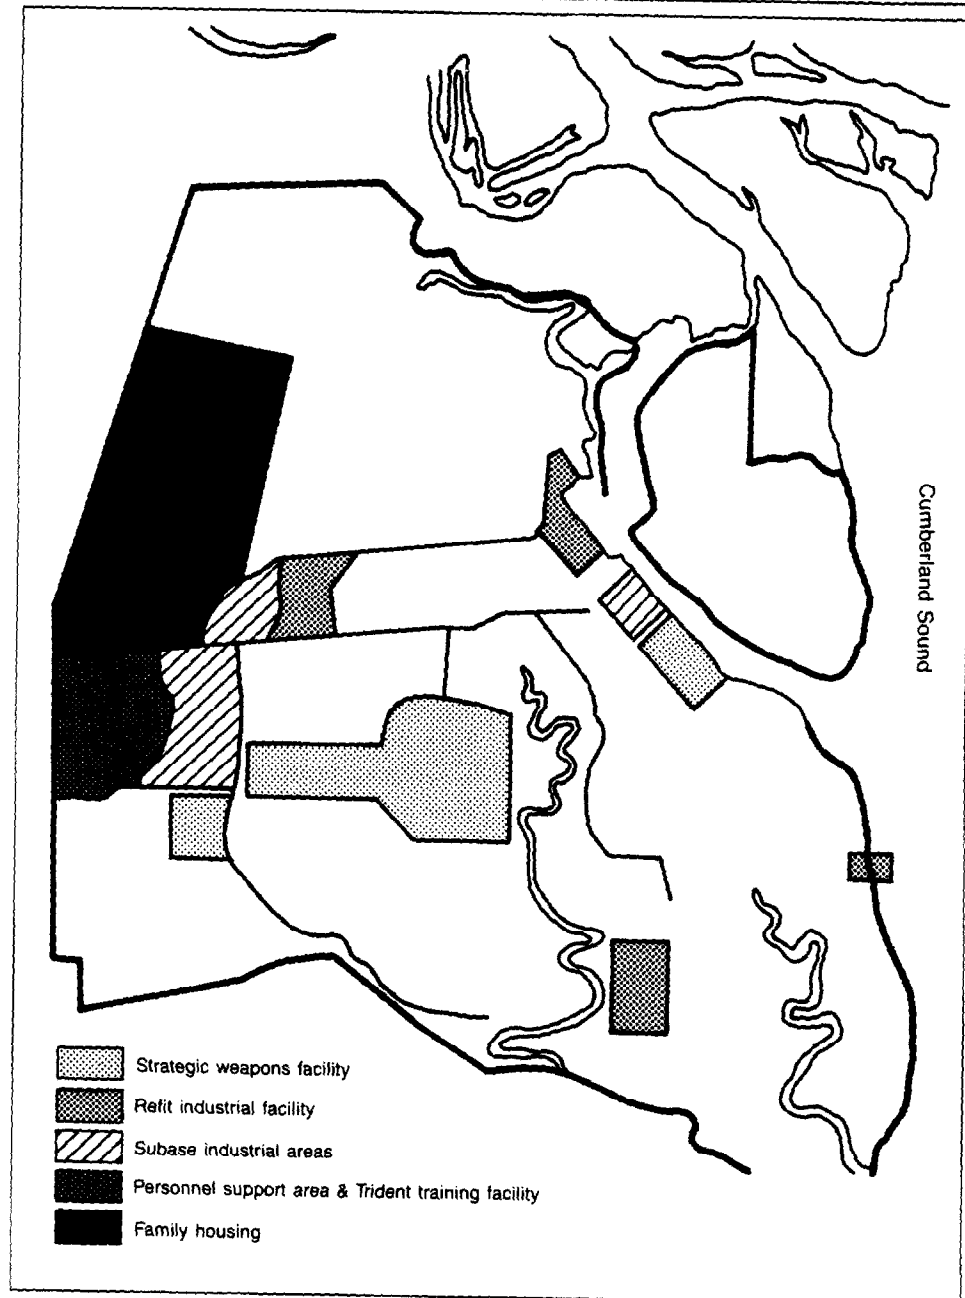 Cumberland Sound
Strategic weapons facility
Refit industrial facility
Subase industrial areas
Personnel support area & Trident training facility
Family housing